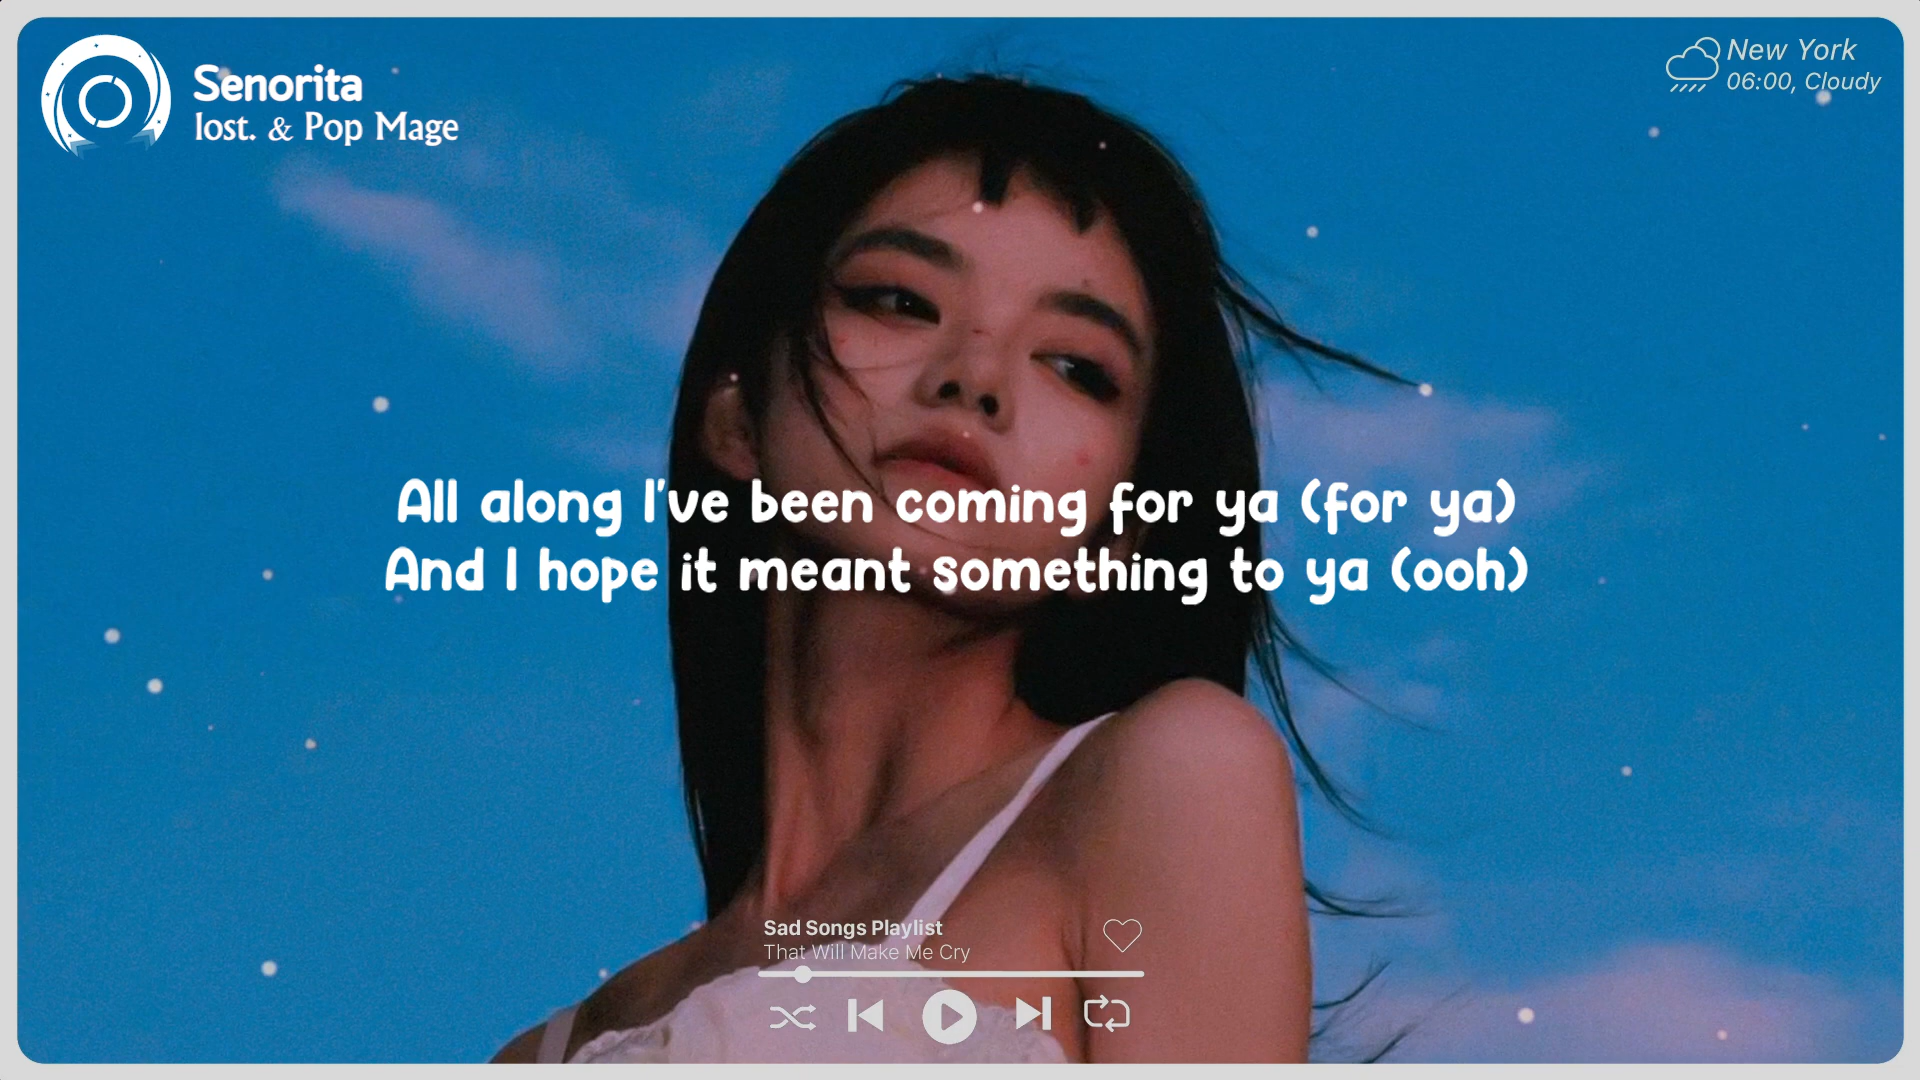 Senorita
lost. & Pop Mage
New York
06:00, Cloudy
All along I've been coming for ya (for ya)
And I hope it meant something to ya (ooh)
Sad Songs Playlist
That Will Make Me Cry